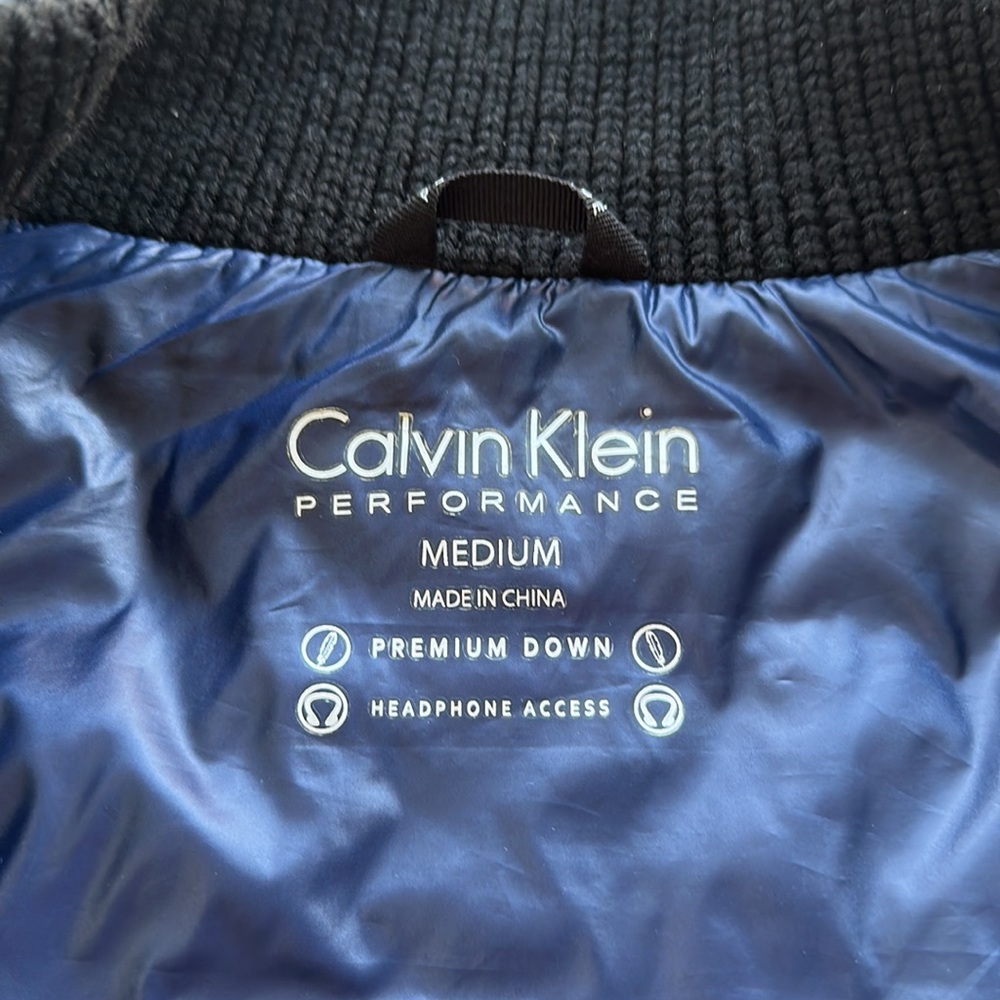 Calvin Klein
PERFORMANCE
MEDIUM
MADE IN CHINA
PREMIUM DOWN
HEADPHONE ACCESS